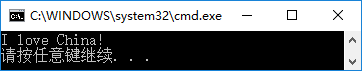 C:\WINDOWS\system32\cmd.exe
I love China!
请按任意键继续. . .